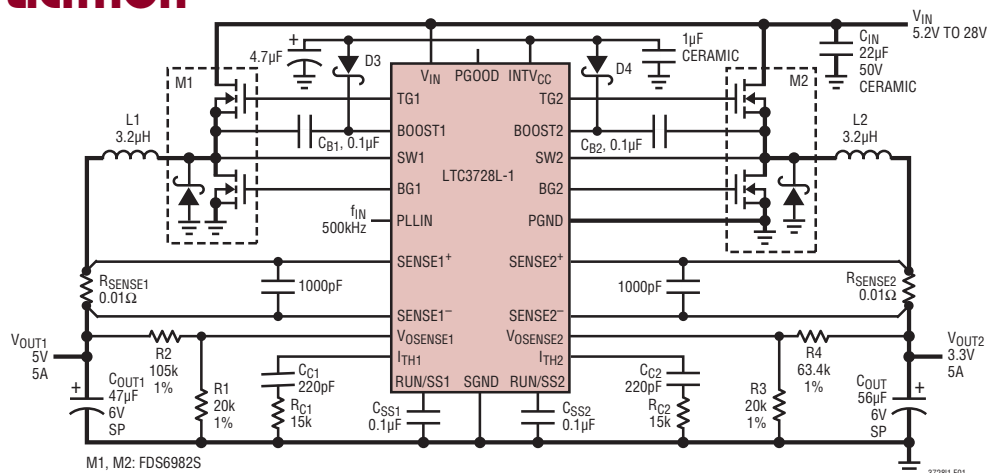 V_IN
5.2V TO 28V
C_IN
22µF
50V
CERAMIC
+
4.7µF
D3
D4
1µF
CERAMIC
M1
M2
V_IN
PGOOD
INTV_CC
TG1
TG2
L1
3.2µH
L2
3.2µH
BOOST1
BOOST2
C_B1, 0.1µF
C_B2, 0.1µF
SW1
SW2
LTC3728L-1
BG1
BG2
f_IN
500kHz
PLLIN
PGND
SENSE1+
SENSE2+
R_SENSE1
0.01Ω
R_SENSE2
0.01Ω
1000pF
1000pF
SENSE1−
SENSE2−
V_OSENSE1
V_OSENSE2
V_OUT1
5V
5A
V_OUT2
3.3V
5A
R2
105k
1%
R4
63.4k
1%
I_TH1
I_TH2
+
C_OUT1
47µF
6V
SP
R1
20k
1%
C_C1
220pF
R_C1
15k
RUN/SS1
SGND
RUN/SS2
C_SS1
0.1µF
C_SS2
0.1µF
C_C2
220pF
R_C2
15k
R3
20k
1%
C_OUT
56µF
6V
SP
+
M1, M2: FDS6982S
3728l1 F01